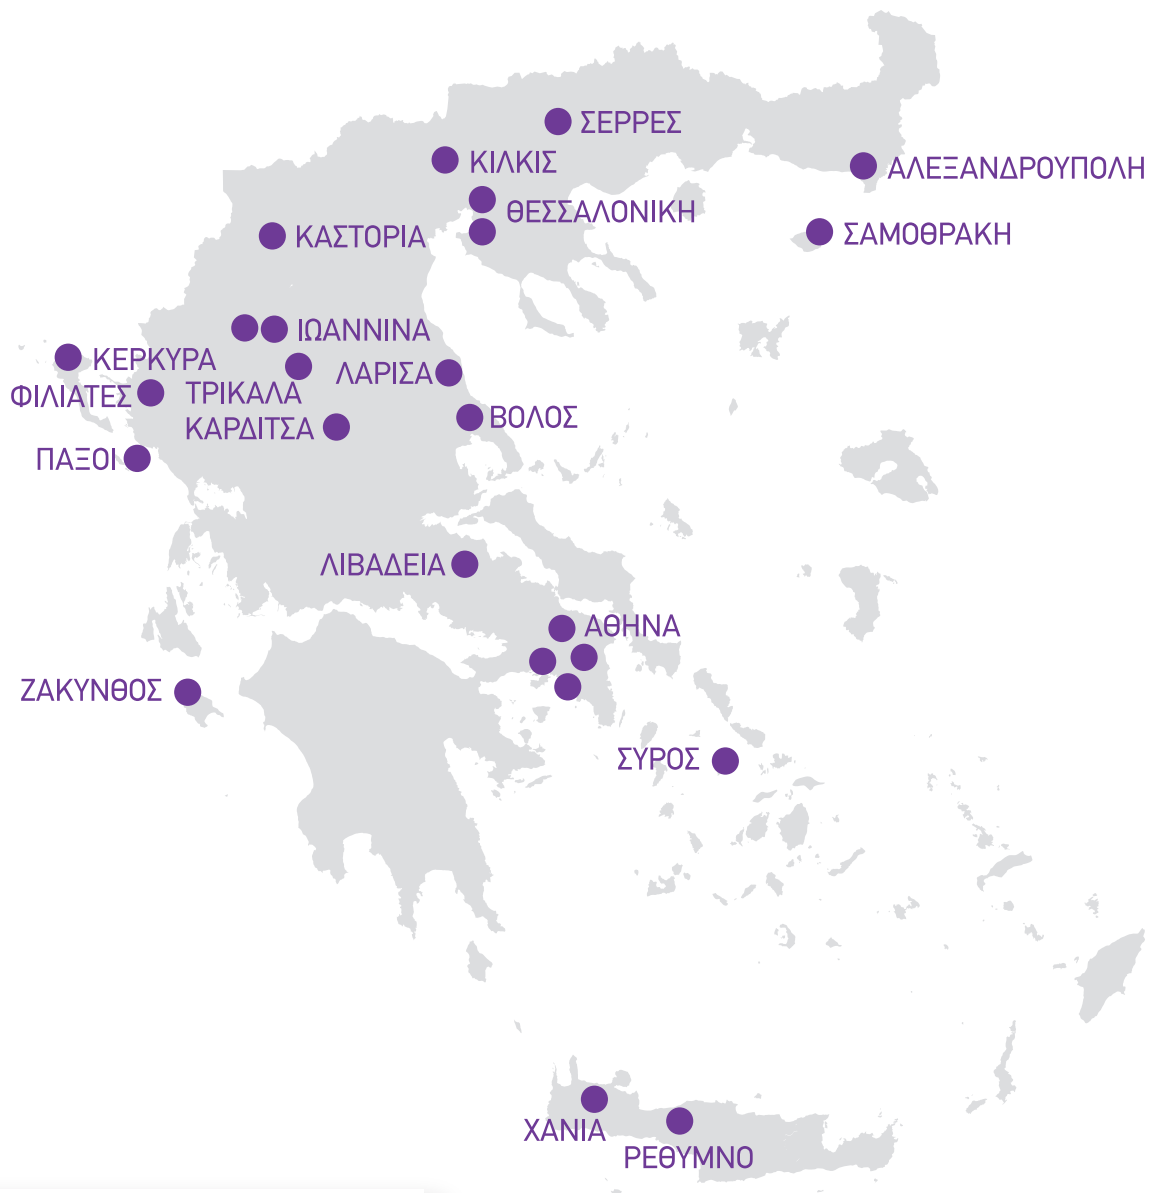 ΣΕΡΡΕΣ
ΚΙΛΚΙΣ
ΑΛΕΞΑΝΔΡΟΥΠΟΛΗ
ΘΕΣΣΑΛΟΝΙΚΗ
ΣΑΜΟΘΡΑΚΗ
ΚΑΣΤΟΡΙΑ
ΙΩΑΝΝΙΝΑ
ΚΕΡΚΥΡΑ
ΛΑΡΙΣΑ
ΦΙΛΙΑΤΕΣ
ΤΡΙΚΑΛΑ
ΒΟΛΟΣ
ΚΑΡΔΙΤΣΑ
ΠΑΞΟΙ
ΛΙΒΑΔΕΙΑ
ΑΘΗΝΑ
ΖΑΚΥΝΘΟΣ
ΣΥΡΟΣ
ΧΑΝΙΑ
ΡΕΘΥΜΝΟ